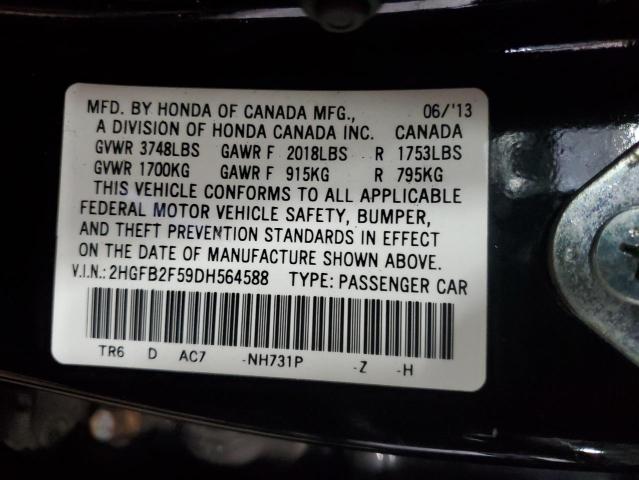 MFD. BY HONDA OF CANADA MFG., 06/'13
A DIVISION OF HONDA CANADA INC. CANADA
GVWR 3748LBS GAWR F 2018LBS R 1753LBS
GVWR 1700KG GAWR F 915KG R 795KG
THIS VEHICLE CONFORMS TO ALL APPLICABLE
FEDERAL MOTOR VEHICLE SAFETY, BUMPER,
AND THEFT PREVENTION STANDARDS IN EFFECT
ON THE DATE OF MANUFACTURE SHOWN ABOVE.
V.I.N.: 2HGFB2F59DH564588 TYPE: PASSENGER CAR
TR6 D AC7 -NH731P -Z -H